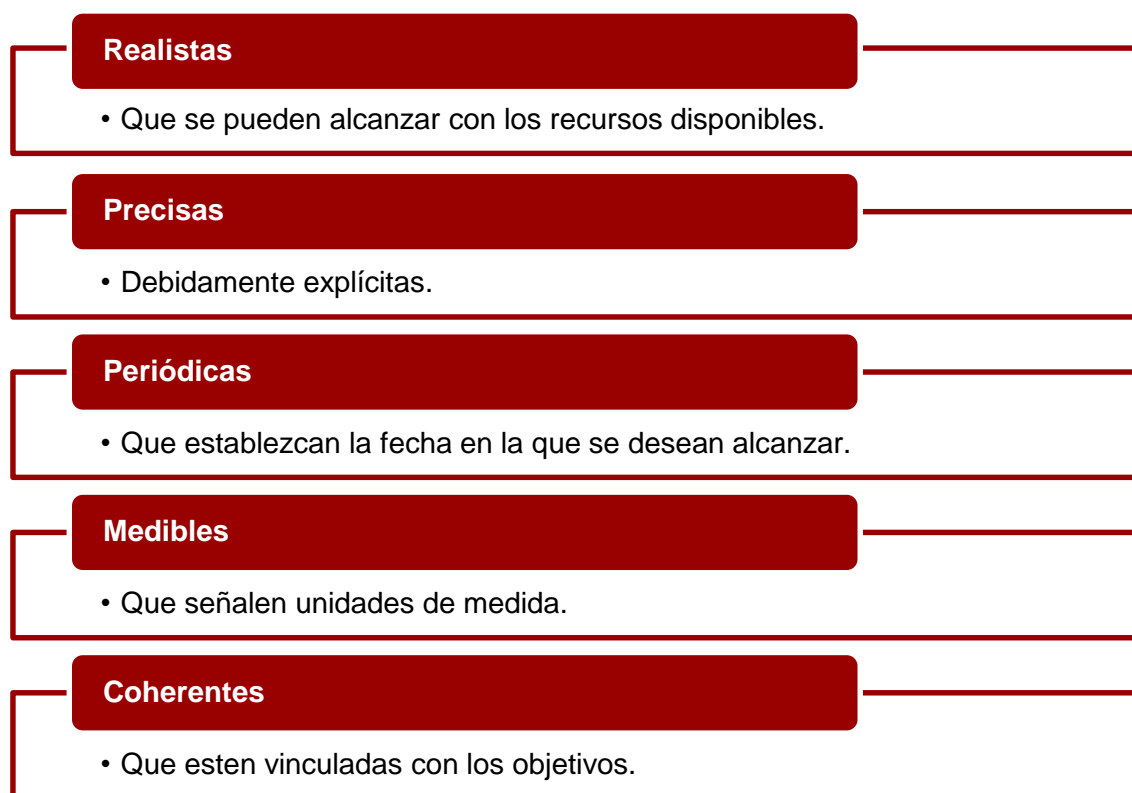 Realistas
• Que se pueden alcanzar con los recursos disponibles.
Precisas
• Debidamente explícitas.
Periódicas
• Que establezcan la fecha en la que se desean alcanzar.
Medibles
• Que señalen unidades de medida.
Coherentes
• Que esten vinculadas con los objetivos.